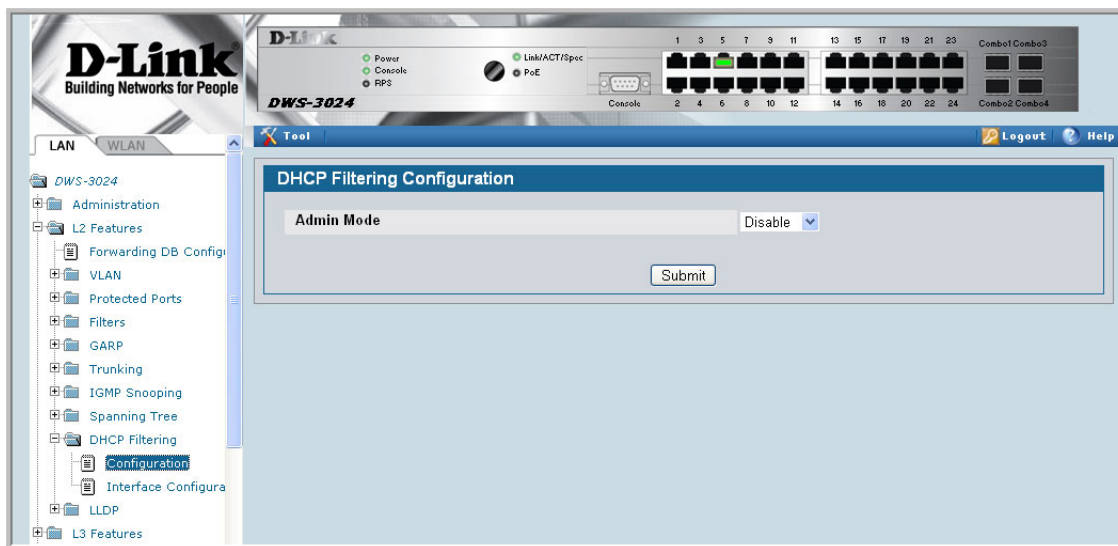 D-Link
Building Networks for People
D-Link
Power
Console
RPS
Link/ACT/Spec
PoE
DWS-3024
Console
1 3 5 7 9 11 13 15 17 19 21 23
2 4 6 8 10 12 14 16 18 20 22 24
Combo1 Combo3
Combo2 Combo4
Tool
Logout
Help
LAN
WLAN
DWS-3024
Administration
L2 Features
Forwarding DB Configu
VLAN
Protected Ports
Filters
GARP
Trunking
IGMP Snooping
Spanning Tree
DHCP Filtering
Configuration
Interface Configura
LLDP
L3 Features
DHCP Filtering Configuration
Admin Mode
Disable
Submit